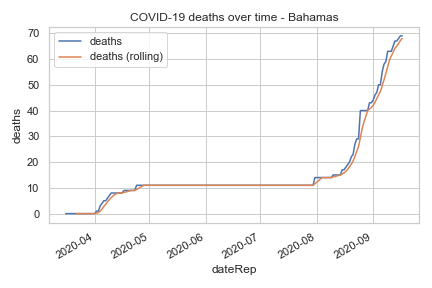 COVID-19 deaths over time - Bahamas
deaths
deaths (rolling)
70
60
50
40
30
20
10
0
deaths
2020-04
2020-05
2020-06
2020-07
2020-08
2020-09
dateRep